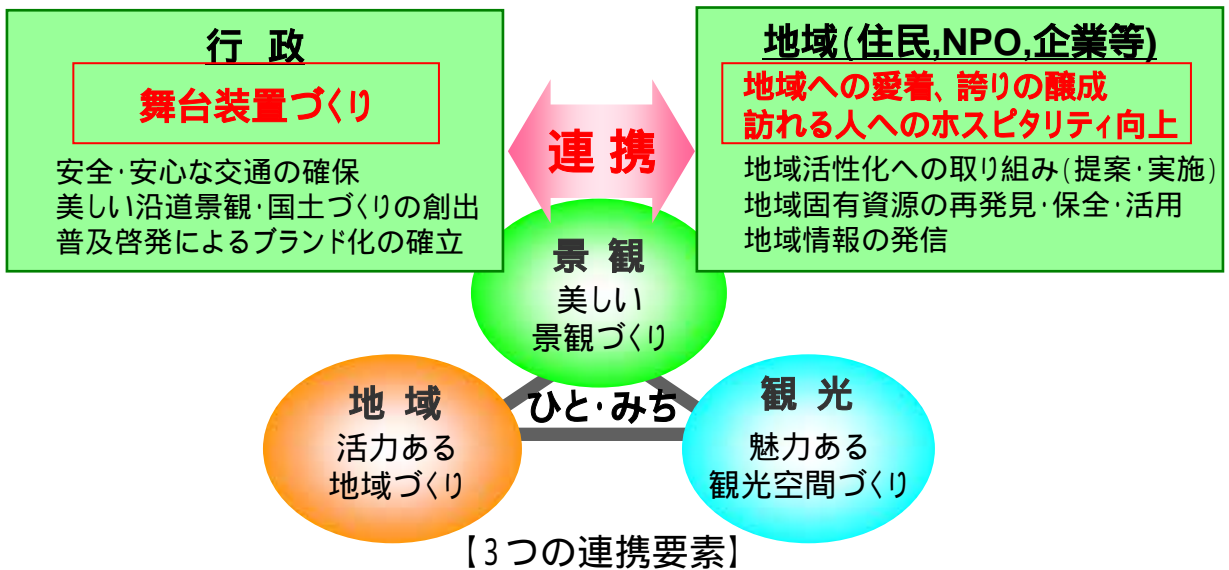 行 政
舞台装置づくり
安全･安心な交通の確保
美しい沿道景観･国土づくりの創出
普及啓発によるブランド化の確立
連 携
地域(住民,NPO,企業等)
地域への愛着、誇りの醸成
訪れる人へのホスピタリティ向上
地域活性化への取り組み(提案･実施)
地域固有資源の再発見･保全･活用
地域情報の発信
景 観
美しい
景観づくり
ひと･みち
地 域
活力ある
地域づくり
観 光
魅力ある
観光空間づくり
【3つの連携要素】